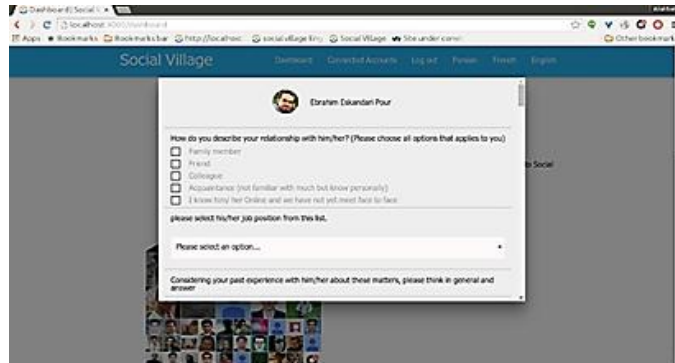 Dashboard | Social
localhost
Apps Bookmarks Bookmarks bar http://localhost social village Eng Social Village Site under const Other bookmark
Social Village Dashboard Connected Accounts Log out Persian French English
Ebrahim Eskandari Pour
How do you describe your relationship with him/her? (Please choose all options that applies to you)
Family member
Friend
Colleague
Acquaintance (not familiar with much but know personally)
I know him/ her Online and we have not yet meet face to face
to Social
please select his/her job position from this list.
Please select an option...
Considering your past experience with him/her about these matters, please think in general and
answer